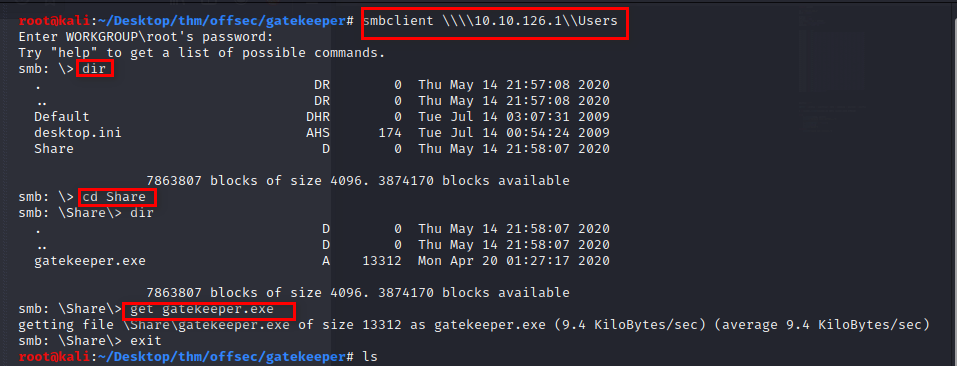 root@kali:~/Desktop/thm/offsec/gatekeeper# smbclient \\\\10.10.126.1\\Users
Enter WORKGROUP\root's password:
Try "help" to get a list of possible commands.
smb: \> dir
. DR 0 Thu May 14 21:57:08 2020
.. DR 0 Thu May 14 21:57:08 2020
Default DHR 0 Tue Jul 14 03:07:31 2009
desktop.ini AHS 174 Tue Jul 14 00:54:24 2009
Share D 0 Thu May 14 21:58:07 2020
7863807 blocks of size 4096. 3874170 blocks available
smb: \> cd Share
smb: \Share\> dir
. D 0 Thu May 14 21:58:07 2020
.. D 0 Thu May 14 21:58:07 2020
gatekeeper.exe A 13312 Mon Apr 20 01:27:17 2020
7863807 blocks of size 4096. 3874170 blocks available
smb: \Share\> get gatekeeper.exe
getting file \Share\gatekeeper.exe of size 13312 as gatekeeper.exe (9.4 KiloBytes/sec) (average 9.4 KiloBytes/sec)
smb: \Share\> exit
root@kali:~/Desktop/thm/offsec/gatekeeper# ls